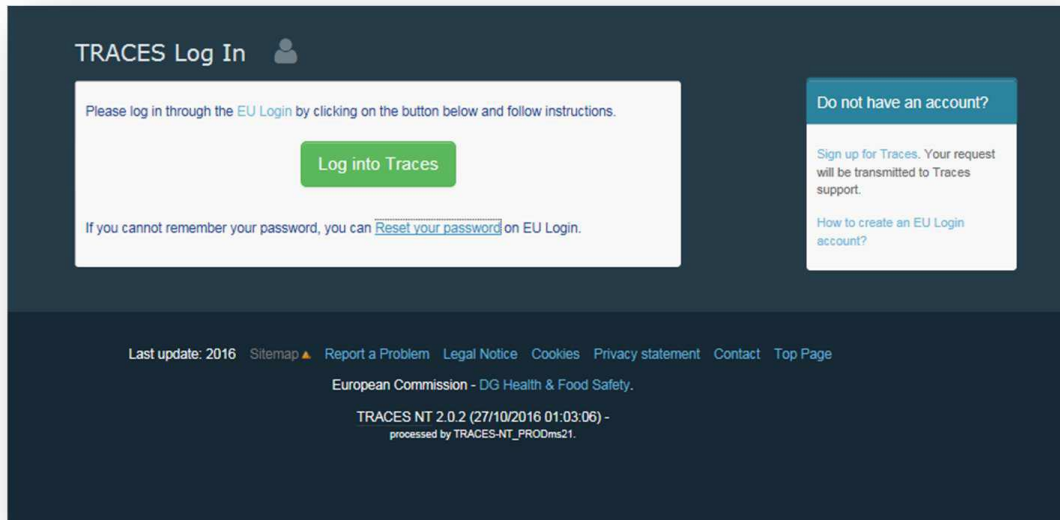 TRACES Log In
Please log in through the EU Login by clicking on the button below and follow instructions.
Log into Traces
If you cannot remember your password, you can Reset your password on EU Login.
Do not have an account?
Sign up for Traces. Your request
will be transmitted to Traces
support.
How to create an EU Login
account?
Last update: 2016 Sitemap Report a Problem Legal Notice Cookies Privacy statement Contact Top Page
European Commission - DG Health & Food Safety.
TRACES NT 2.0.2 (27/10/2016 01:03:06) -
processed by TRACES-NT_PRODms21.